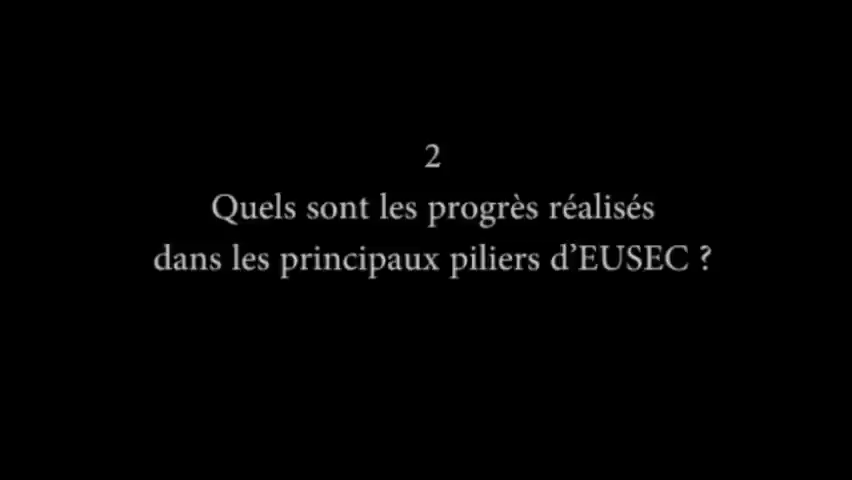 2
Quels sont les progrès réalisés
dans les principaux piliers d’EUSEC ?